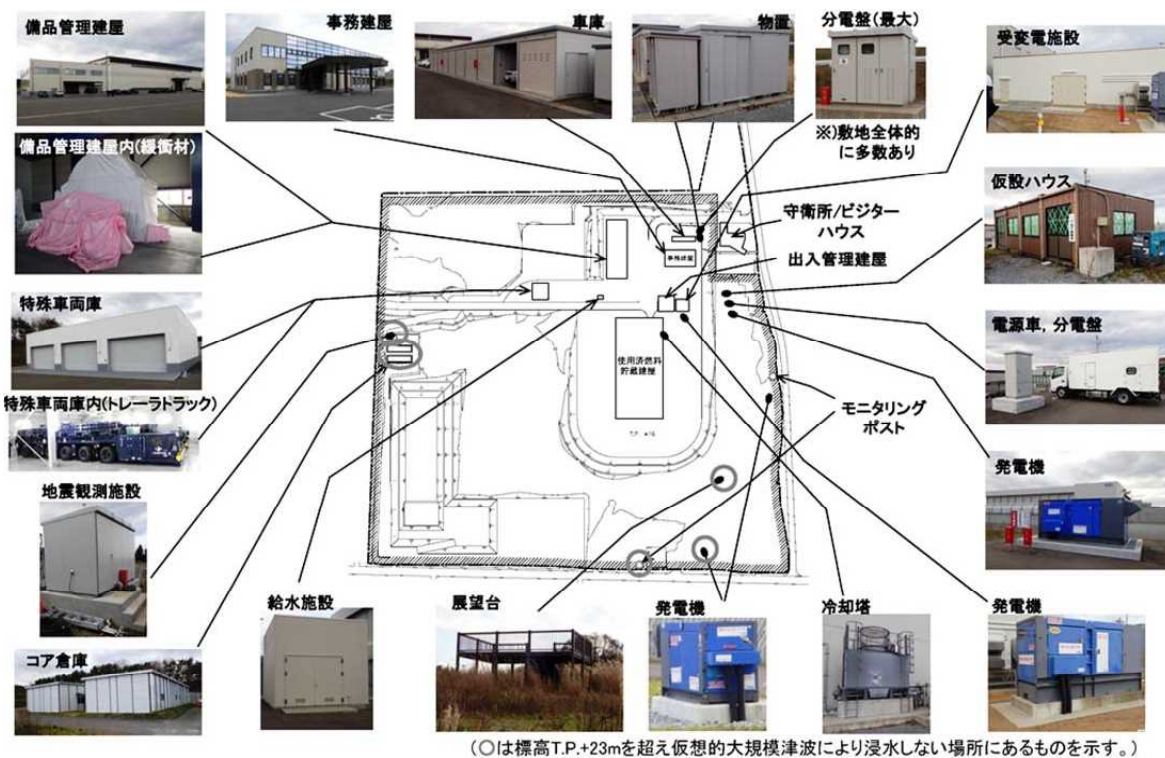 備品管理建屋
事務建屋
車庫
物置
分電盤(最大)
受変電施設
※)敷地全体的
に多数あり
備品管理建屋内(緩衝材)
仮設ハウス
守衛所/ビジター
ハウス
事務建屋
出入管理建屋
特殊車両庫
電源車，分電盤
使用済燃料
貯蔵建屋
特殊車両庫内(トレーラトラック)
モニタリング
ポスト
発電機
地震観測施設
給水施設
展望台
発電機
冷却塔
発電機
コア倉庫
(○は標高T.P.+23mを超え仮想的大規模津波により浸水しない場所にあるものを示す。)